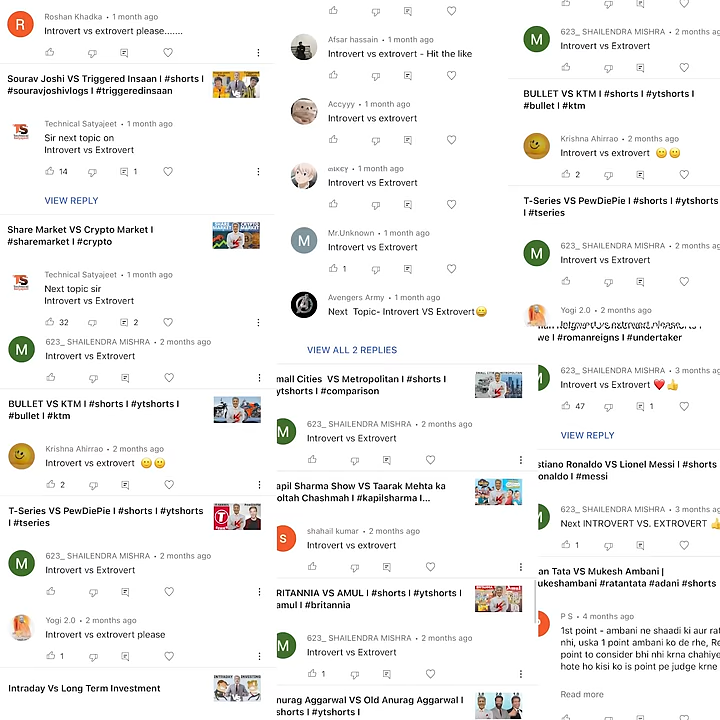 Roshan Khadka • 1 month ago
Introvert vs extrovert please.......
Sourav Joshi VS Triggered Insaan I #shorts I
#souravjoshivlogs I #triggeredinsaan
Technical Satyajeet • 1 month ago
Sir next topic on
Introvert vs Extrovert
14 1
VIEW REPLY
Share Market VS Crypto Market I
#sharemarket I #crypto
Technical Satyajeet • 1 month ago
Next topic sir
Introvert vs Extrovert
32 2
623_ SHAILENDRA MISHRA • 2 months ago
Introvert vs Extrovert
BULLET VS KTM I #shorts I #ytshorts I
#bullet I #ktm
Krishna Ahirrao • 2 months ago
Introvert vs extrovert
2
T-Series VS PewDiePie I #shorts I #ytshorts
I #tseries
623_ SHAILENDRA MISHRA • 2 months ago
Introvert vs Extrovert
Yogi 2.0 • 2 months ago
Introvert vs extrovert please
1
Intraday Vs Long Term Investment
Afsar hassain • 1 month ago
Introvert vs extrovert - Hit the like
Accyyy • 1 month ago
Introvert vs extrovert
Mikey • 1 month ago
Introvert vs Extrovert
Mr.Unknown • 1 month ago
Introvert vs Extrovert
1
Avengers Army • 1 month ago
Next Topic- Introvert VS Extrovert😄
VIEW ALL 2 REPLIES
mall Cities VS Metropolitan I #shorts I
ytshorts I #comparison
623_ SHAILENDRA MISHRA • 2 months ago
Introvert vs Extrovert
apil Sharma Show VS Taarak Mehta ka
oltah Chashmah I #kapilsharma I...
shahail kumar • 2 months ago
Introvert vs extrovert
RITANNIA VS AMUL I #shorts I #ytshorts I
amul I #britannia
623_ SHAILENDRA MISHRA • 2 months ago
Introvert vs Extrovert
1
nurag Aggarwal VS Old Anurag Aggarwal I
shorts I #ytshorts I
623_ SHAILENDRA MISHRA • 2 months ag
Introvert vs Extrovert
BULLET VS KTM I #shorts I #ytshorts I
#bullet I #ktm
Krishna Ahirrao • 2 months ago
Introvert vs extrovert
2
T-Series VS PewDiePie I #shorts I #ytshorts
I #tseries
623_ SHAILENDRA MISHRA • 2 months ag
Introvert vs Extrovert
Yogi 2.0 • 2 months ago
Introvert vs extrovert please
we I #romanreigns I #undertaker
623_ SHAILENDRA MISHRA • 3 months ag
Introvert vs Extrovert ❤️👍
47 1
VIEW REPLY
stiano Ronaldo VS Lionel Messi I #shorts
onaldo I #messi
623_ SHAILENDRA MISHRA • 3 months ag
Next INTROVERT VS. EXTROVERT 👍
1
an Tata VS Mukesh Ambani |
ukeshambani #ratantata #adani #shorts
P S • 4 months ago
1st point - ambani ne shaadi ki aur rat
nhi, uska 1 point ambani ko de rhe, Re
point to consider bhi nhi krna chahiye
hote ho kisi ko is point pe judge krne
Read more